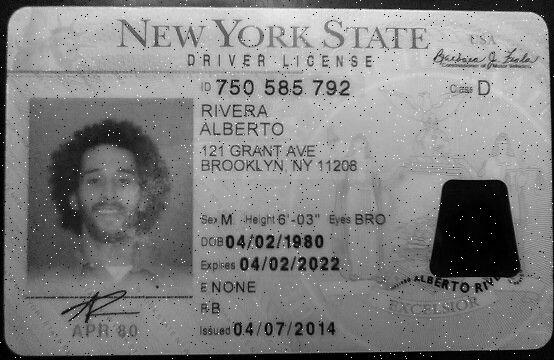 NEW YORK STATE
USA
DRIVER LICENSE
ID 750 585 792
Class D
RIVERA
ALBERTO
121 GRANT AVE
BROOKLYN, NY 11208
Sex M Height 6'-03" Eyes BRO
DOB 04/02/1980
Expires 04/02/2022
E NONE
R B
Issued 04/07/2014
ALBERTO RIV
EXCELSIOR
APR 80